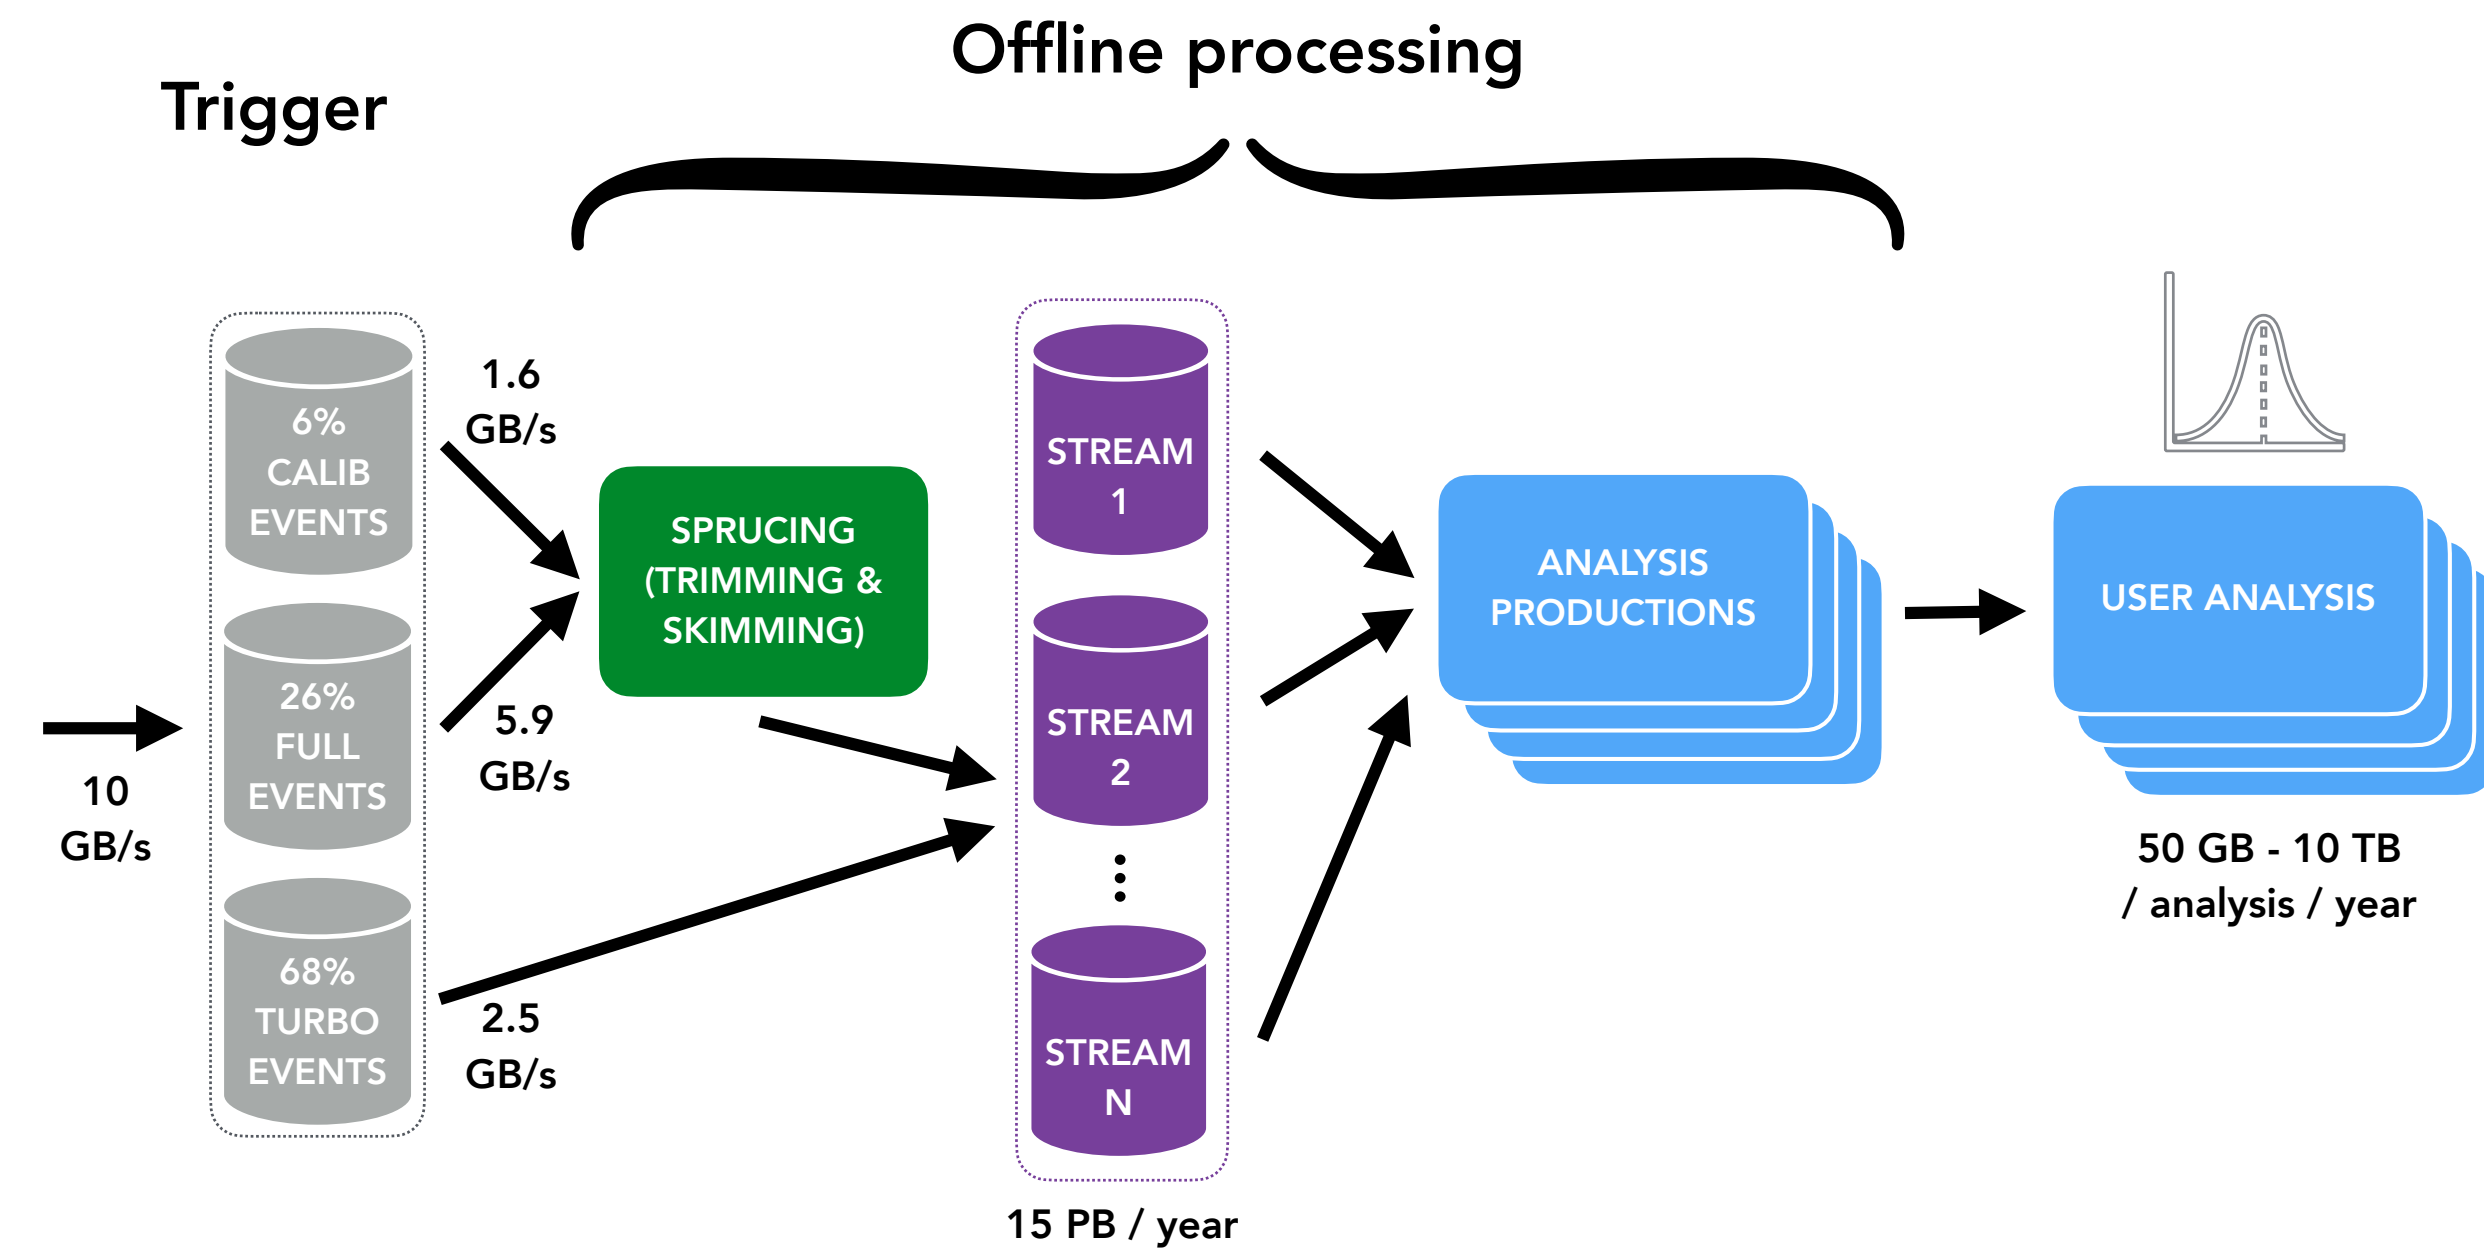 Offline processing
Trigger
10
GB/s
6%
CALIB
EVENTS
26%
FULL
EVENTS
68%
TURBO
EVENTS
1.6
GB/s
5.9
GB/s
2.5
GB/s
SPRUCING
(TRIMMING &
SKIMMING)
STREAM
1
STREAM
2
STREAM
N
15 PB / year
ANALYSIS
PRODUCTIONS
USER ANALYSIS
50 GB - 10 TB
/ analysis / year